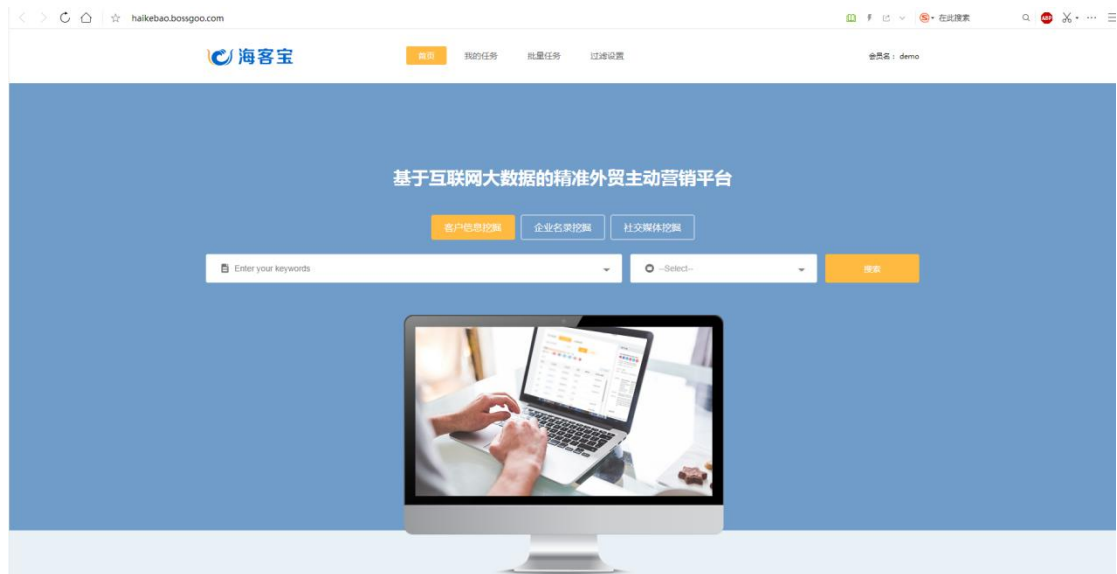 haikebao.bossgoo.com
在此搜索
海客宝
首页 我的任务 批量任务 过滤设置
会员名： demo
基于互联网大数据的精准外贸主动营销平台
客户信息挖掘 企业名录挖掘 社交媒体挖掘
Enter your keywords
--Select--
搜索